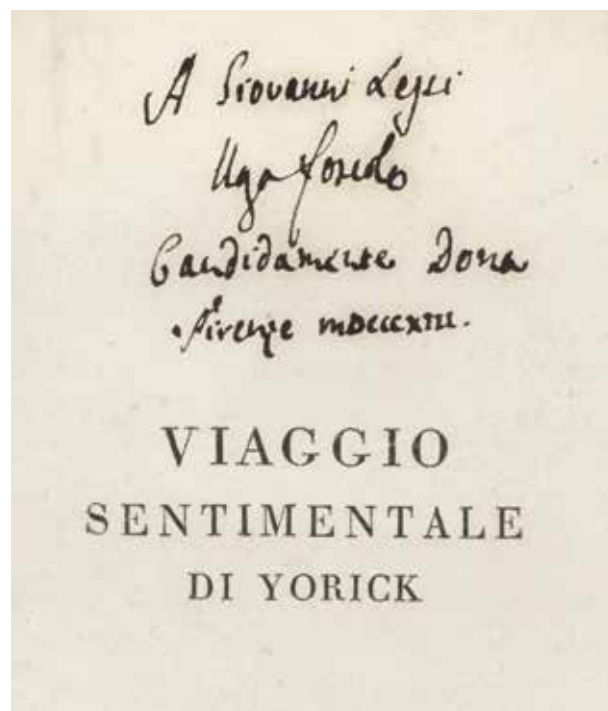 A Giovanni Lessi
Ugo Foscolo
Candidamente Dona
Firenze MDCCCXIII.
VIAGGIO
SENTIMENTALE
DI YORICK